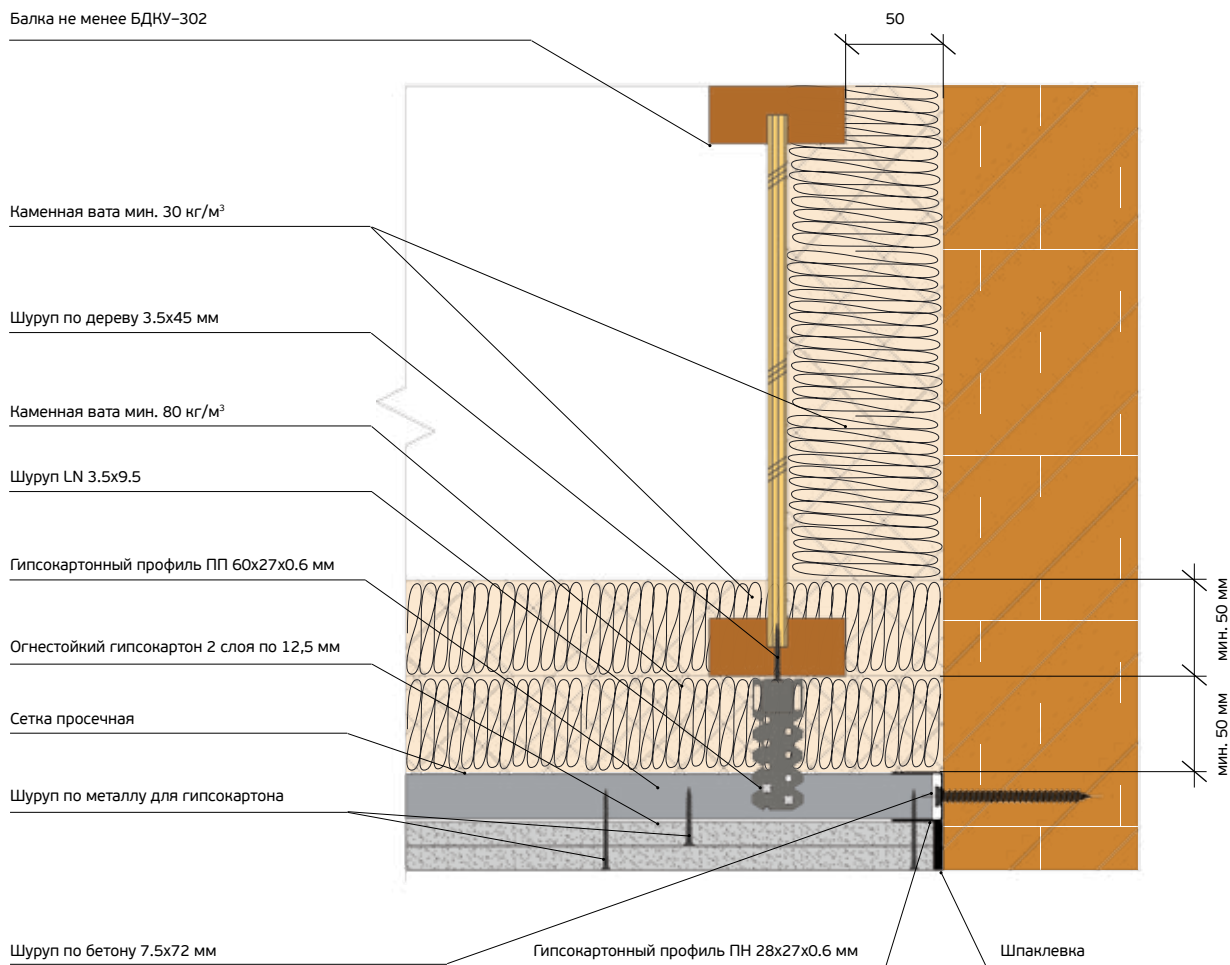 Балка не менее БДКУ-302
50
Каменная вата мин. 30 кг/м³
Шуруп по дереву 3.5x45 мм
Каменная вата мин. 80 кг/м³
Шуруп LN 3.5x9.5
Гипсокартонный профиль ПП 60x27x0.6 мм
мин. 50 мм
Огнестойкий гипсокартон 2 слоя по 12,5 мм
Сетка просечная
мин. 50 мм
Шуруп по металлу для гипсокартона
Шуруп по бетону 7.5x72 мм
Гипсокартонный профиль ПН 28x27x0.6 мм
Шпаклевка